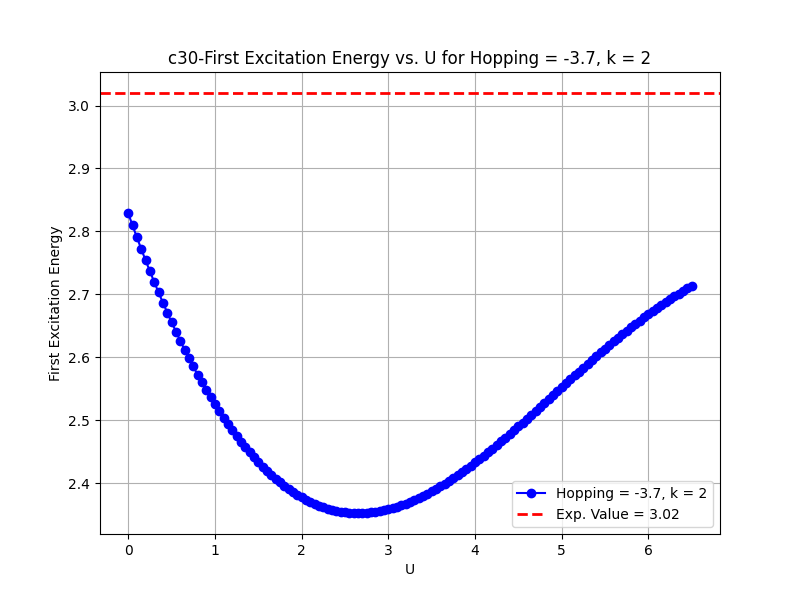 c30-First Excitation Energy vs. U for Hopping = -3.7, k = 2
3.0
2.9
2.8
2.7
2.6
2.5
2.4
First Excitation Energy
0 1 2 3 4 5 6
U
Hopping = -3.7, k = 2
Exp. Value = 3.02